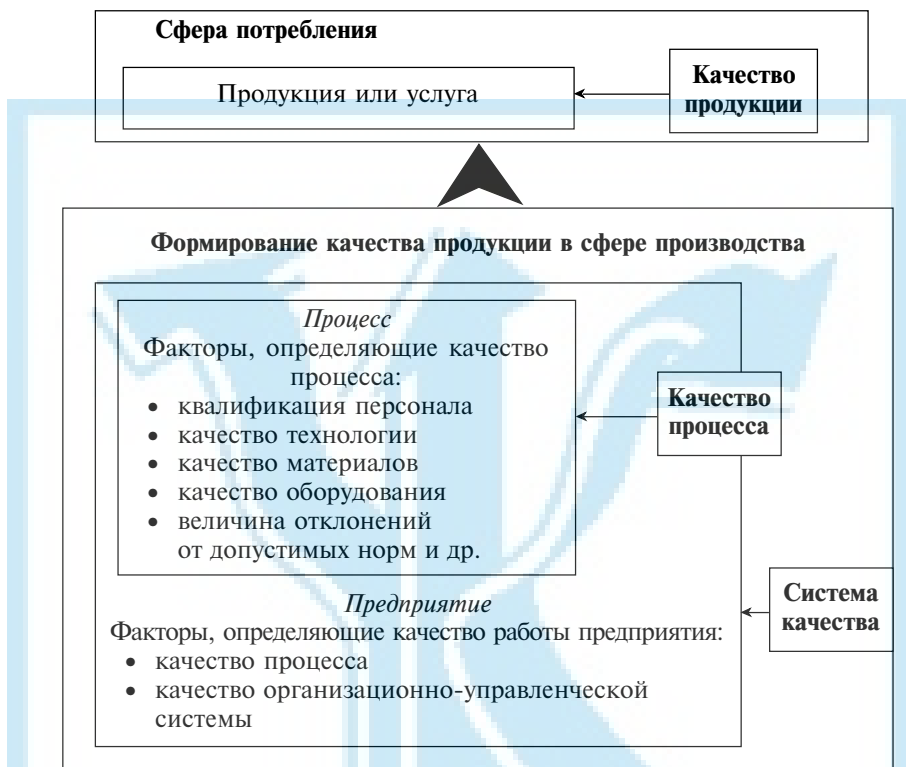 Сфера потребления
Продукция или услуга
Качество
продукции
Формирование качества продукции в сфере производства
Процесс
Факторы, определяющие качество
процесса:
• квалификация персонала
• качество технологии
• качество материалов
• качество оборудования
• величина отклонений
от допустимых норм и др.
Качество
процесса
Предприятие
Факторы, определяющие качество работы предприятия:
• качество процесса
• качество организационно-управленческой
системы
Система
качества